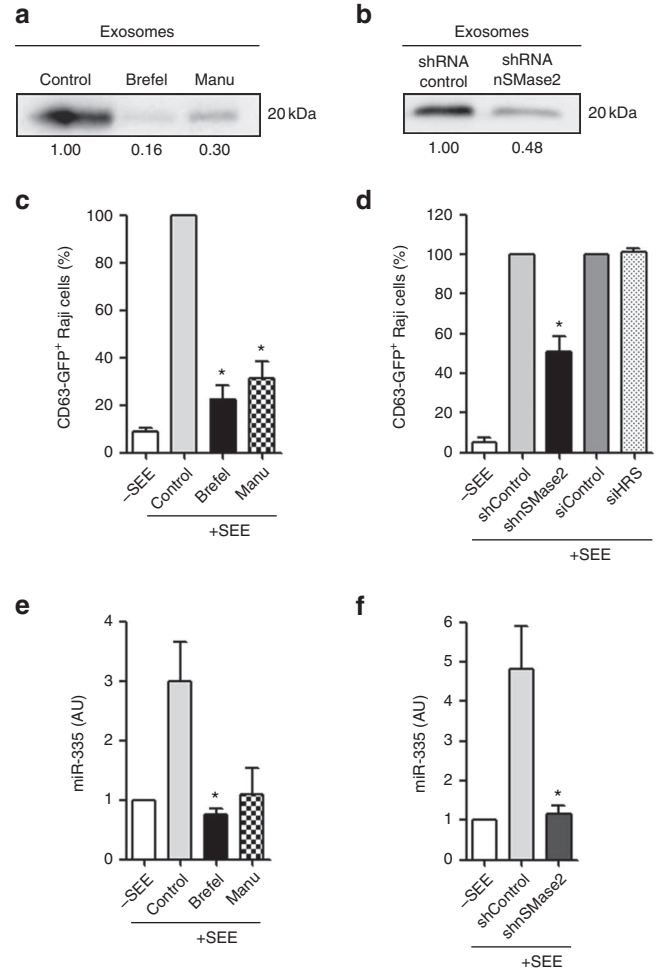 a
Exosomes
Control Brefel Manu
20 kDa
1.00 0.16 0.30
b
Exosomes
shRNA control shRNA nSMase2
20 kDa
1.00 0.48
c
CD63-GFP+ Raji cells (%)
100
80
60
40
20
0
* *
–SEE Control Brefel Manu
+SEE
d
CD63-GFP+ Raji cells (%)
120
100
80
60
40
20
0
*
–SEE shControl shnSMase2 siControl siHRS
+SEE
e
miR-335 (AU)
4
3
2
1
0
*
–SEE Control Brefel Manu
+SEE
f
miR-335 (AU)
6
5
4
3
2
1
0
*
–SEE shControl shnSMase2
+SEE